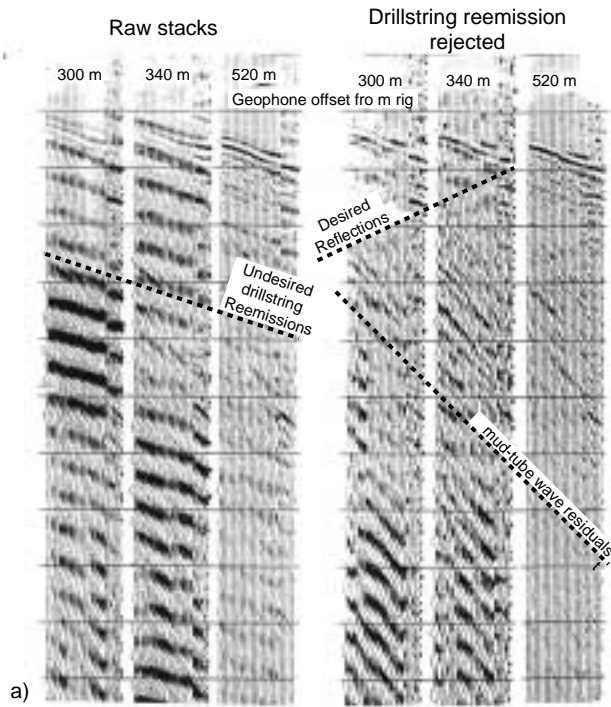 Raw stacks
Drillstring reemission
rejected
300 m
340 m
520 m
300 m
340 m
520 m
Geophone offset fro m rig
Desired
Reflections
Undesired
drillstring
Reemissions
mud-tube wave residuals
a)